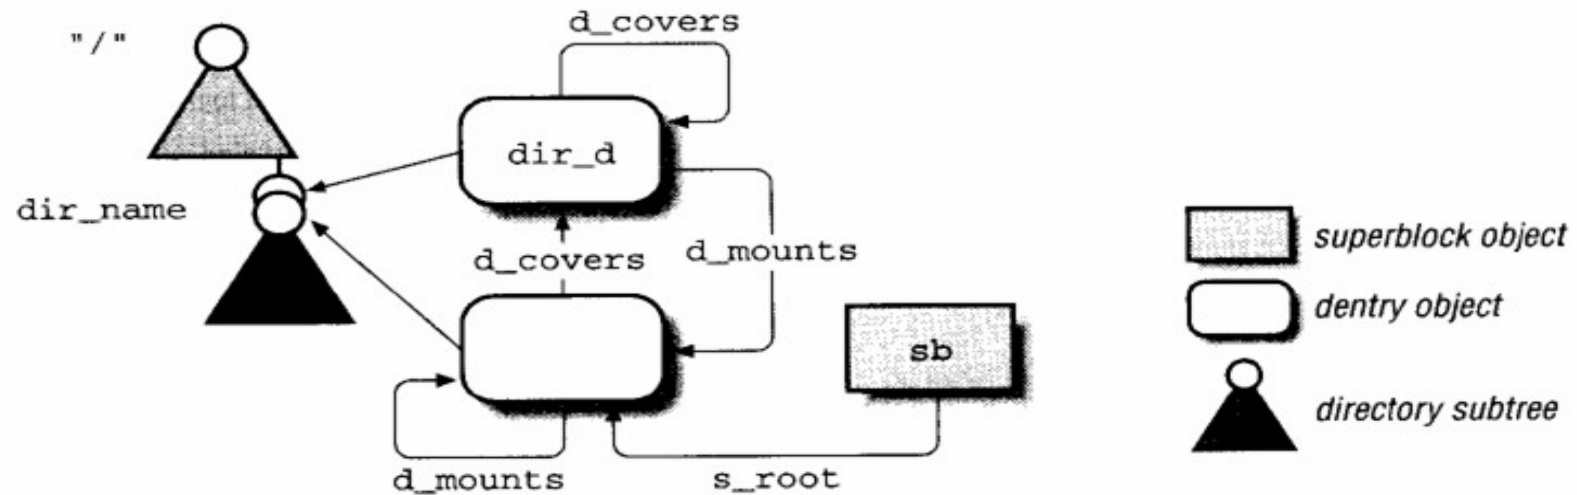 "/"
d_covers
dir_d
dir_name
d_covers
d_mounts
sb
d_mounts
s_root
superblock object
dentry object
directory subtree